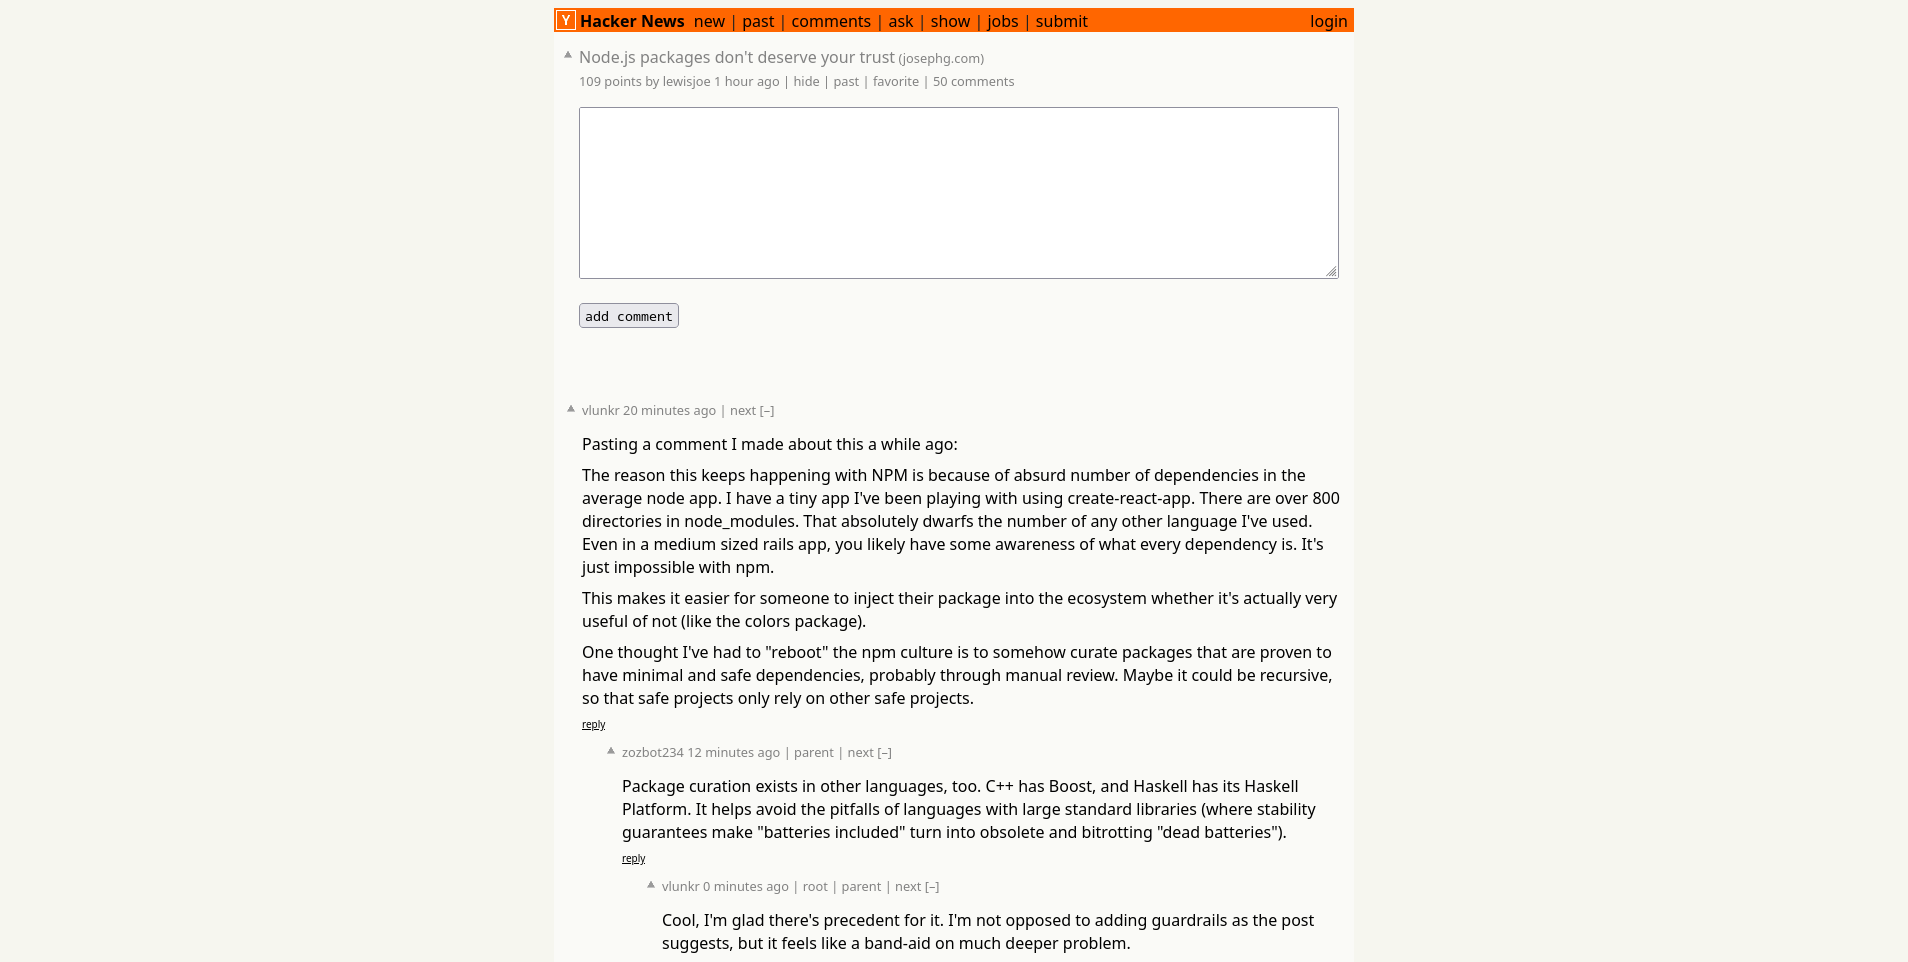 Y Hacker News new | past | comments | ask | show | jobs | submit login
▲ Node.js packages don't deserve your trust (josephg.com)
109 points by lewisjoe 1 hour ago | hide | past | favorite | 50 comments
add comment
▲ vlunkr 20 minutes ago | next [–]
Pasting a comment I made about this a while ago:
The reason this keeps happening with NPM is because of absurd number of dependencies in the
average node app. I have a tiny app I've been playing with using create-react-app. There are over 800
directories in node_modules. That absolutely dwarfs the number of any other language I've used.
Even in a medium sized rails app, you likely have some awareness of what every dependency is. It's
just impossible with npm.
This makes it easier for someone to inject their package into the ecosystem whether it's actually very
useful of not (like the colors package).
One thought I've had to "reboot" the npm culture is to somehow curate packages that are proven to
have minimal and safe dependencies, probably through manual review. Maybe it could be recursive,
so that safe projects only rely on other safe projects.
reply
▲ zozbot234 12 minutes ago | parent | next [–]
Package curation exists in other languages, too. C++ has Boost, and Haskell has its Haskell
Platform. It helps avoid the pitfalls of languages with large standard libraries (where stability
guarantees make "batteries included" turn into obsolete and bitrotting "dead batteries").
reply
▲ vlunkr 0 minutes ago | root | parent | next [–]
Cool, I'm glad there's precedent for it. I'm not opposed to adding guardrails as the post
suggests, but it feels like a band-aid on much deeper problem.